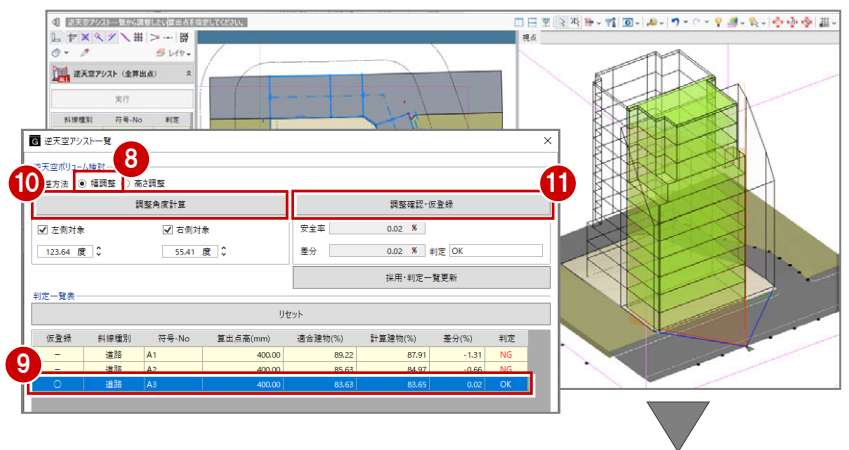 逆天空アシスト一覧から調整したい算出点を指定してください。
視点
レイヤ
逆天空アシスト（全算出点）
ALL
実行
斜線種別 符号-No 判定
逆天空アシスト一覧
逆天空ボリューム検討
8
10
11
幅調整 高さ調整
調整角度計算 調整確認・仮登録
左側対象 右側対象 安全率 0.02 %
123.64 度 55.41 度 差分 0.02 % 判定 OK
採用・判定一覧更新
判定一覧表
リセット
仮登録 斜線種別 符号-No 算出点高(mm) 適合建物(%) 計算建物(%) 差分(%) 判定
－ 道路 A1 400.00 89.22 87.91 -1.31 NG
9
－ 道路 A2 400.00 85.63 84.97 -0.66 NG
○ 道路 A3 400.00 83.63 83.65 0.02 OK